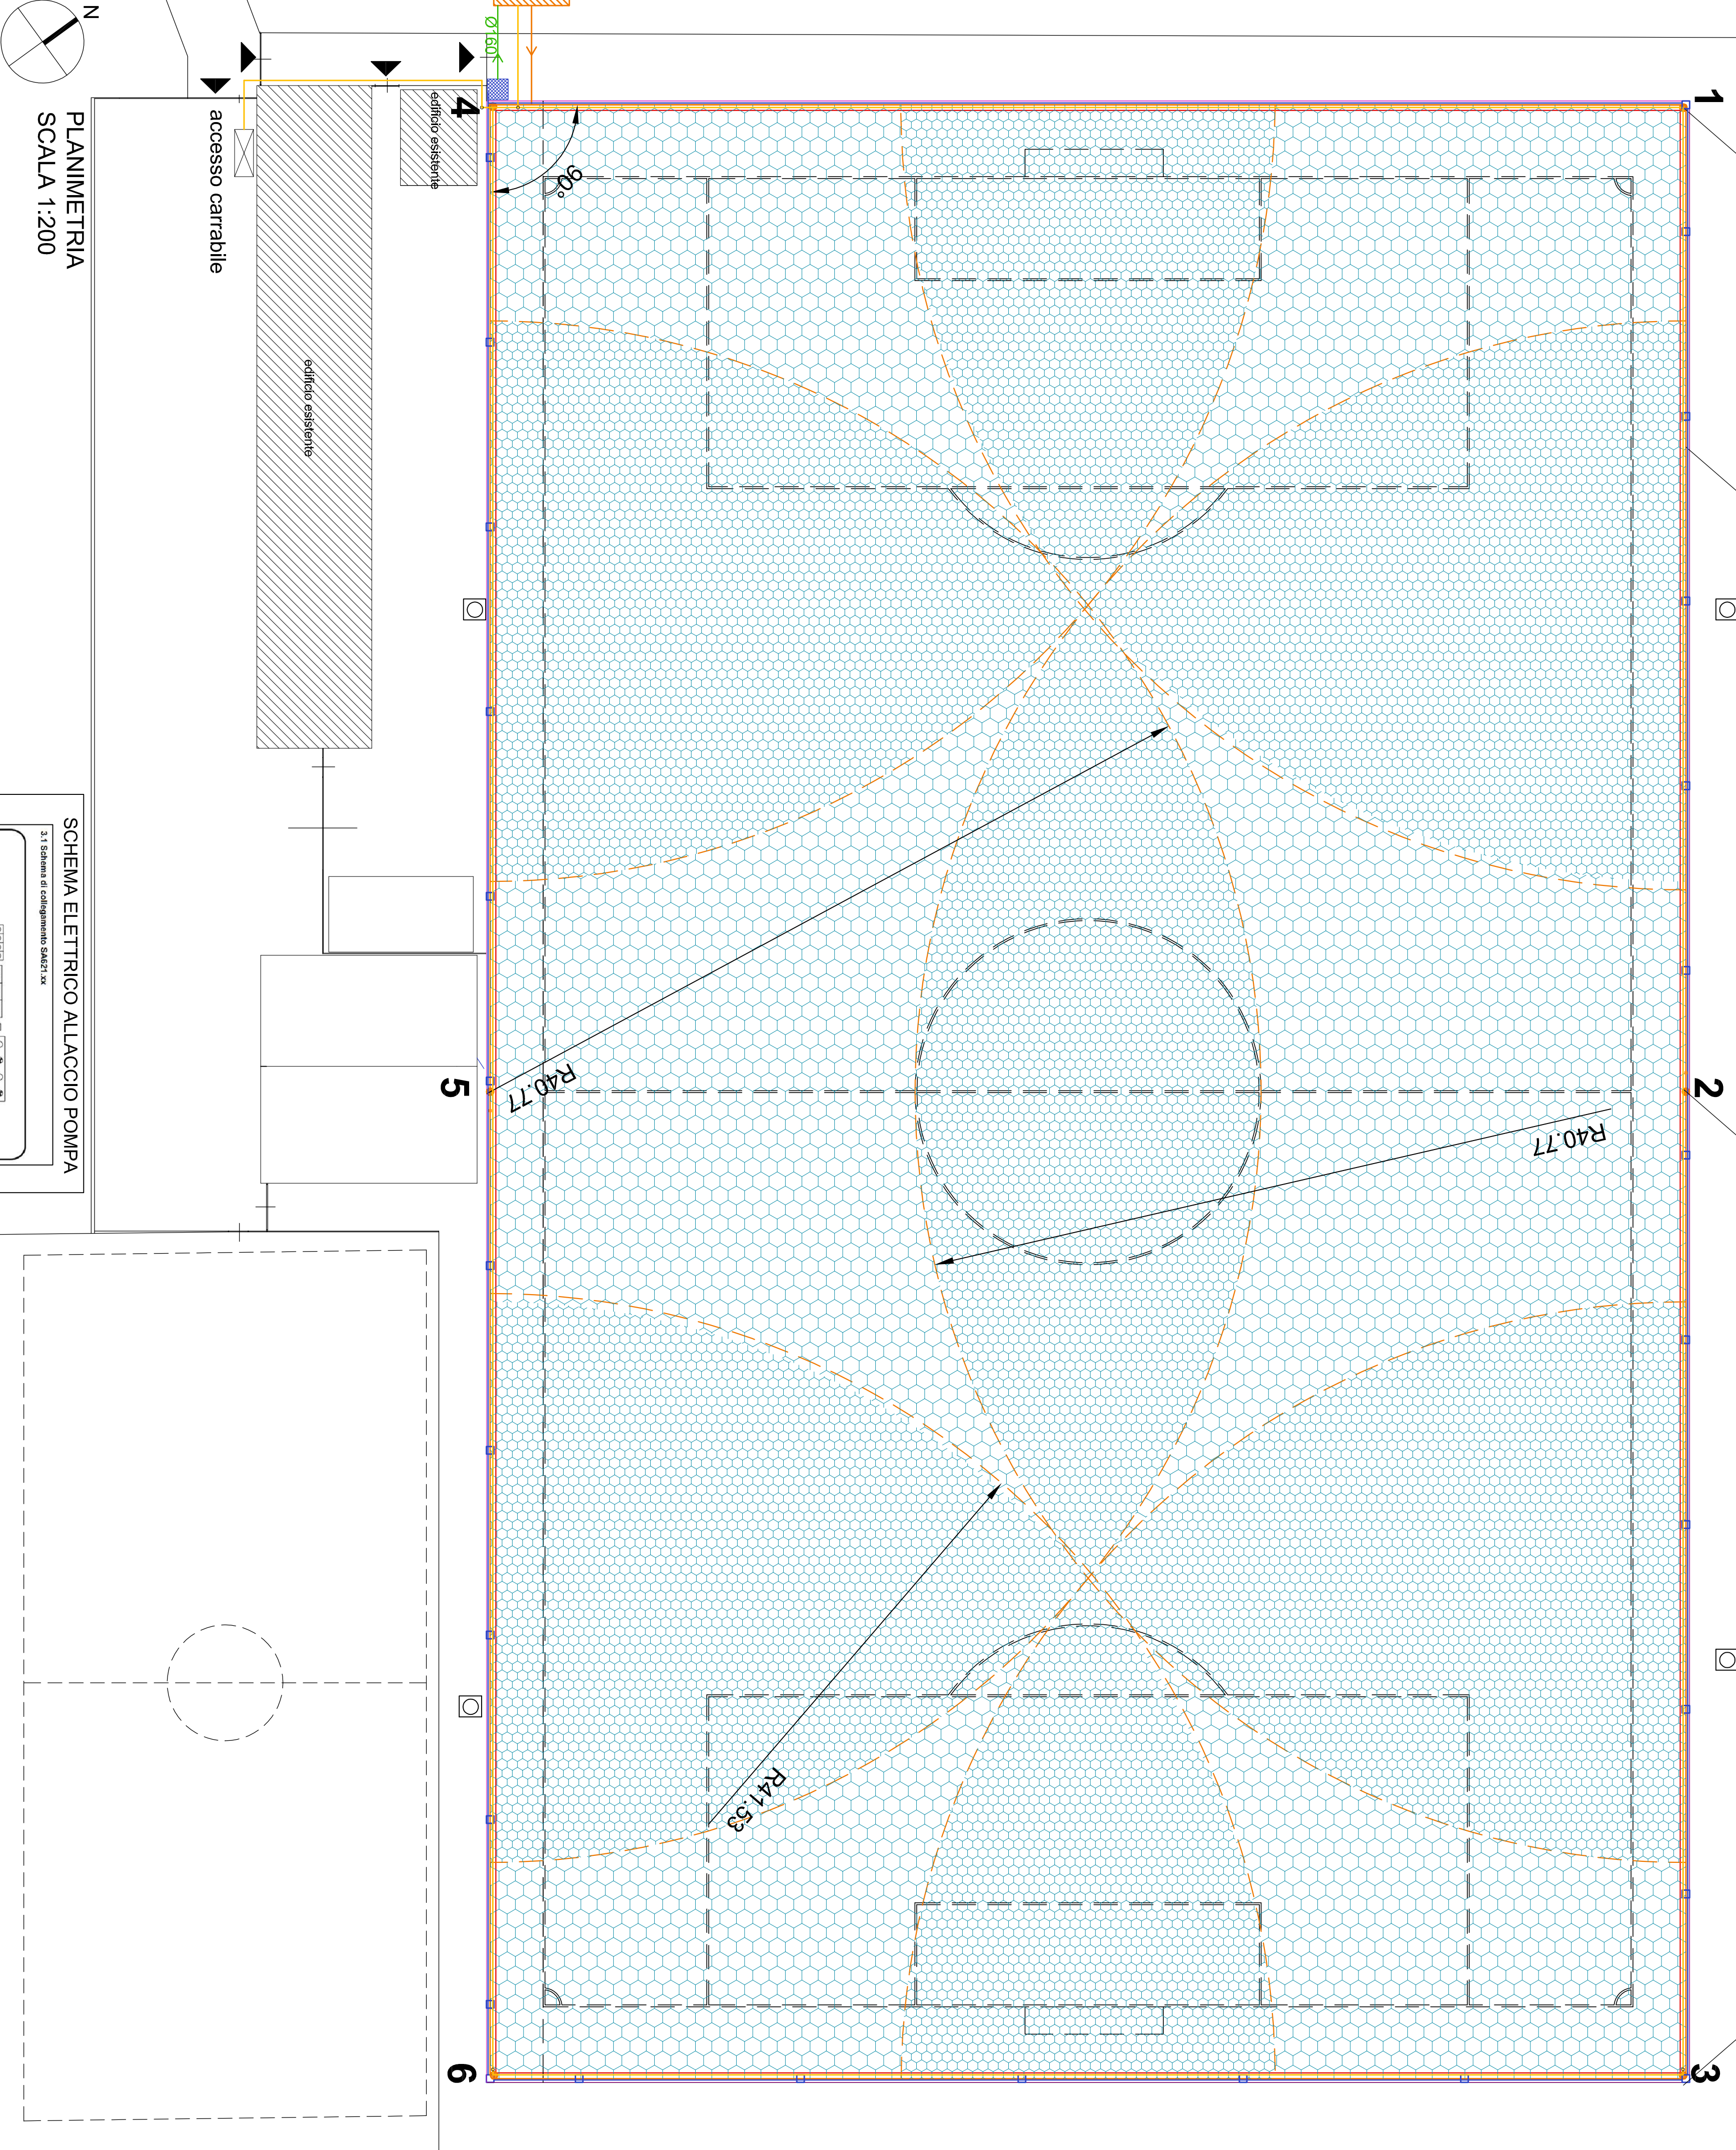 N
PLANIMETRIA
SCALA 1:200
accesso carrabile
edificio esistente
edificio esistente
Ø160
90°
1
2
3
4
5
6
R40.77
R40.77
R41.53
SCHEMA ELETTRICO ALLACCIO POMPA
3.1 Schema di collegamento SA621.xx